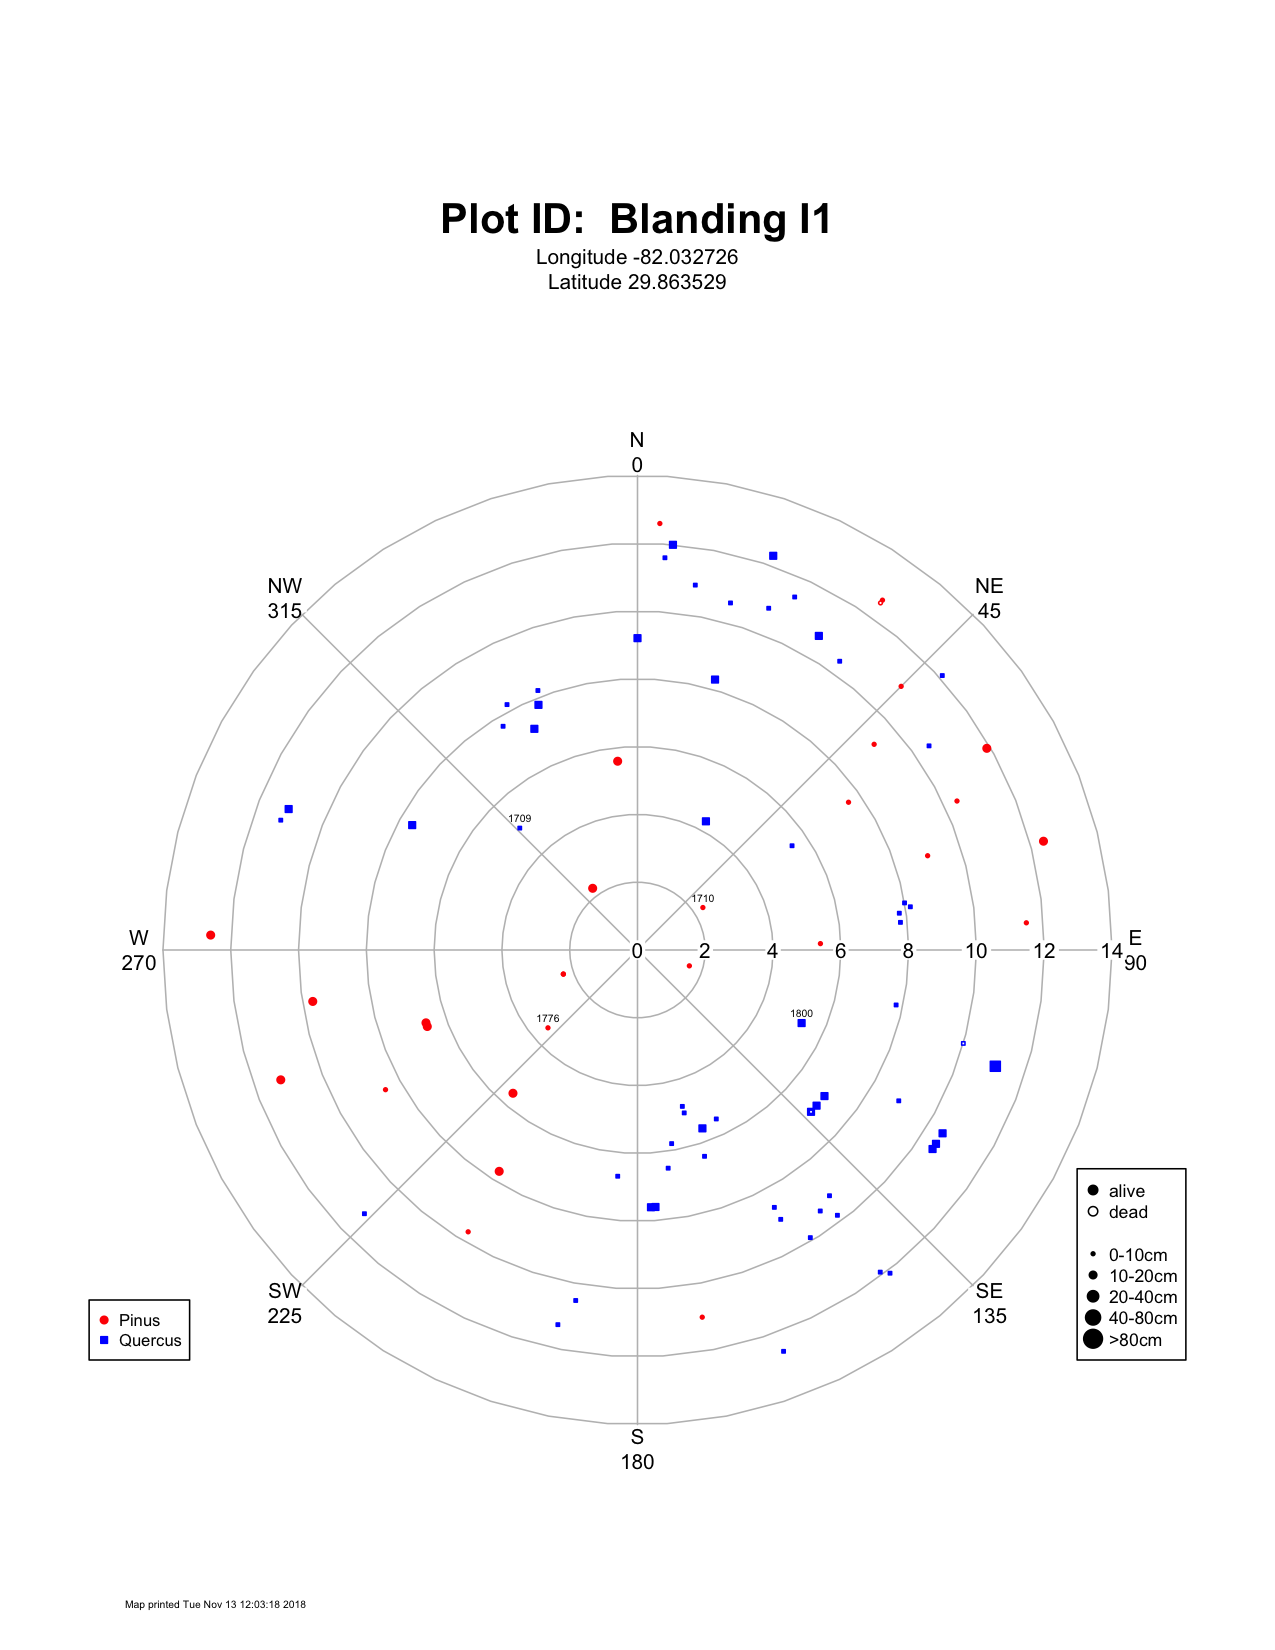 Plot ID:  Blanding I1
Longitude -82.032726
Latitude 29.863529
N
0
NW
315
NE
45
1709
1710
W
270
0 2 4 6 8 10 12 14
E
90
1776
1800
SW
225
SE
135
S
180
Pinus
Quercus
alive
dead
0-10cm
10-20cm
20-40cm
40-80cm
>80cm
Map printed Tue Nov 13 12:03:18 2018